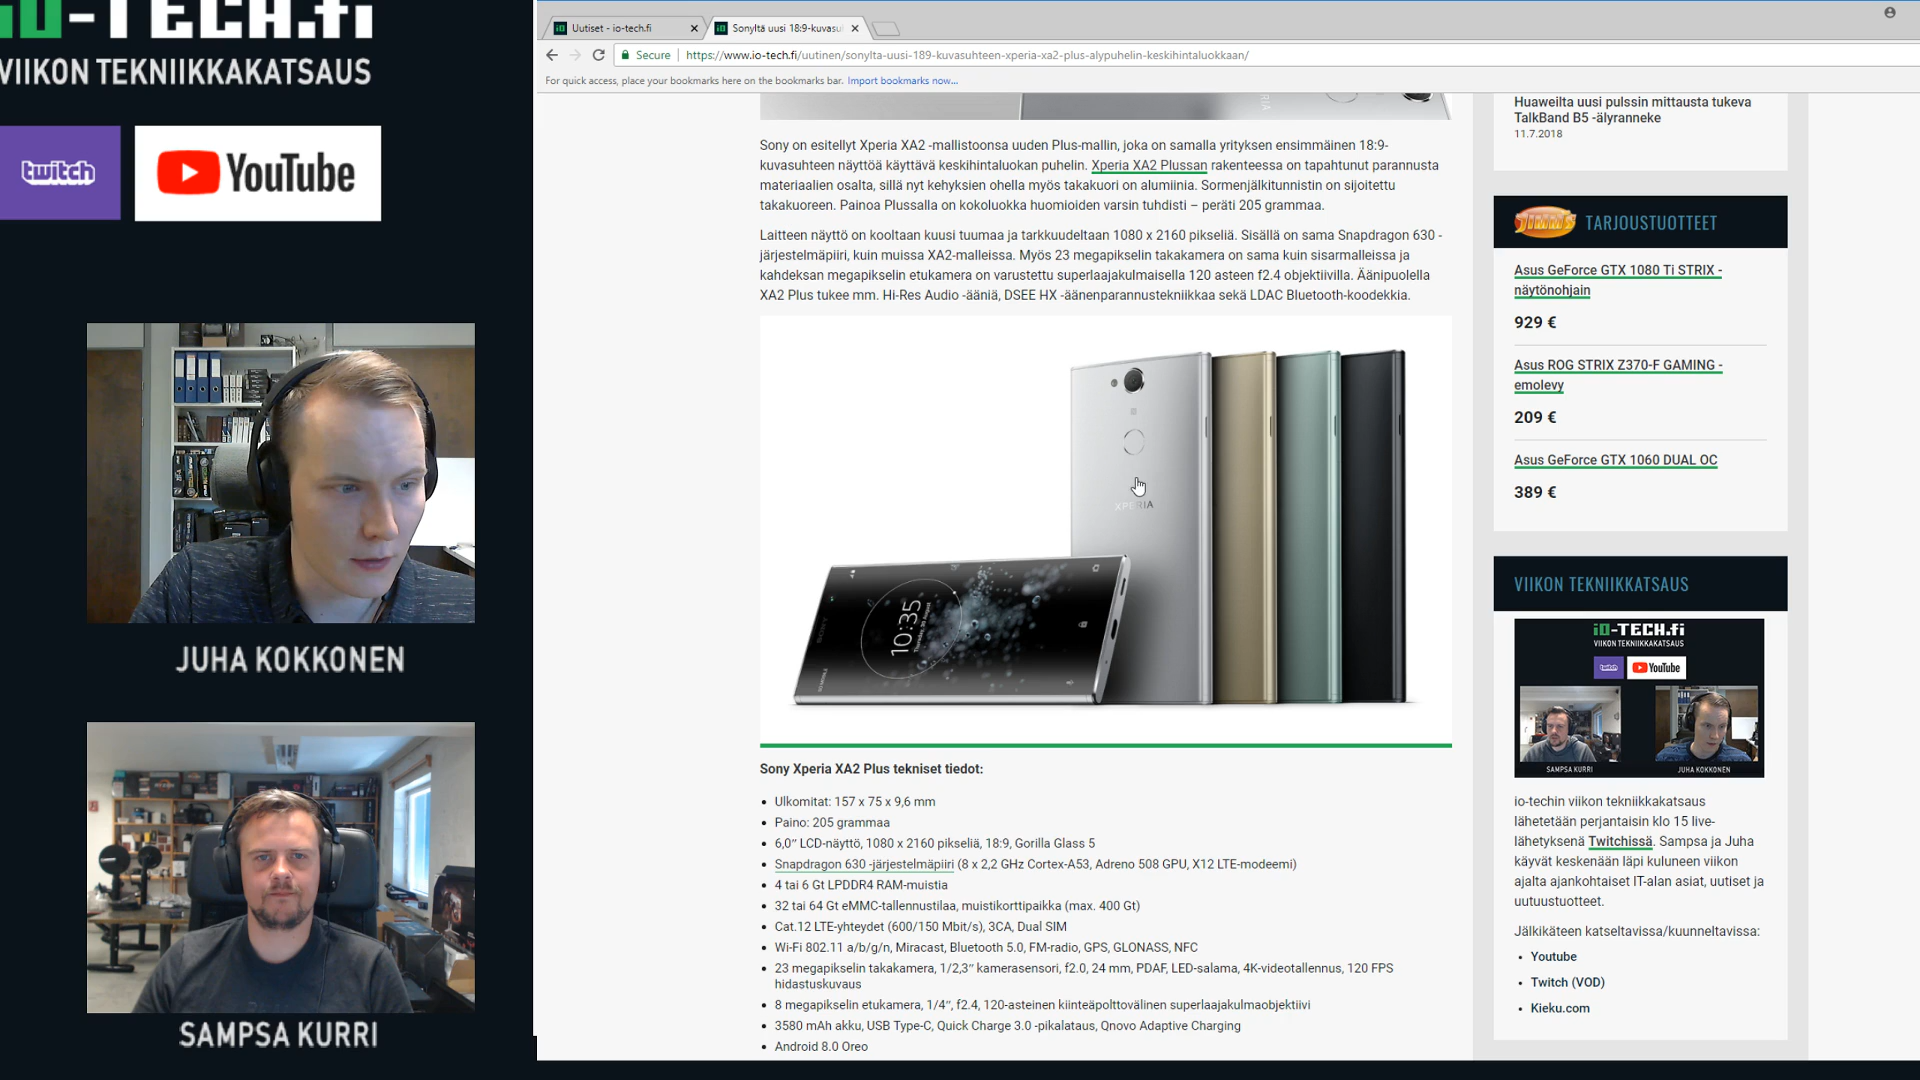 iO-TECH.fi
VIIKON TEKNIIKKAKATSAUS
twitch
YouTube
JUHA KOKKONEN
SAMPSA KURRI
Uutiset - io-tech.fi
Sonyltä uusi 18:9-kuvasu
Secure
https://www.io-tech.fi/uutinen/sonylta-uusi-189-kuvasuhteen-xperia-xa2-plus-alypuhelin-keskihintaluokkaan/
For quick access, place your bookmarks here on the bookmarks bar. Import bookmarks now...
Sony on esitellyt Xperia XA2 -mallistoonsa uuden Plus-mallin, joka on samalla yrityksen ensimmäinen 18:9-
kuvasuhteen näyttöä käyttävä keskihintaluokan puhelin. Xperia XA2 Plussan rakenteessa on tapahtunut parannusta
materiaalien osalta, sillä nyt kehyksien ohella myös takakuori on alumiinia. Sormenjälkitunnistin on sijoitettu
takakuoreen. Painoa Plussalla on kokoluokka huomioiden varsin tuhdisti – peräti 205 grammaa.
Laitteen näyttö on kooltaan kuusi tuumaa ja tarkkuudeltaan 1080 x 2160 pikseliä. Sisällä on sama Snapdragon 630 -
järjestelmäpiiri, kuin muissa XA2-malleissa. Myös 23 megapikselin takakamera on sama kuin sisarmalleissa ja
kahdeksan megapikselin etukamera on varustettu superlaajakulmaisella 120 asteen f2.4 objektiivilla. Äänipuolella
XA2 Plus tukee mm. Hi-Res Audio -ääniä, DSEE HX -äänenparannustekniikkaa sekä LDAC Bluetooth-koodekkia.
XPERIA
10:35
Sony Xperia XA2 Plus tekniset tiedot:
Ulkomitat: 157 x 75 x 9,6 mm
Paino: 205 grammaa
6,0″ LCD-näyttö, 1080 x 2160 pikseliä, 18:9, Gorilla Glass 5
Snapdragon 630 -järjestelmäpiiri (8 x 2,2 GHz Cortex-A53, Adreno 508 GPU, X12 LTE-modeemi)
4 tai 6 Gt LPDDR4 RAM-muistia
32 tai 64 Gt eMMC-tallennustilaa, muistikorttipaikka (max. 400 Gt)
Cat.12 LTE-yhteydet (600/150 Mbit/s), 3CA, Dual SIM
Wi-Fi 802.11 a/b/g/n, Miracast, Bluetooth 5.0, FM-radio, GPS, GLONASS, NFC
23 megapikselin takakamera, 1/2,3″ kamerasensori, f2.0, 24 mm, PDAF, LED-salama, 4K-videotallennus, 120 FPS
hidastuskuvaus
8 megapikselin etukamera, 1/4″, f2.4, 120-asteinen kiinteäpolttovälinen superlaajakulmaobjektiivi
3580 mAh akku, USB Type-C, Quick Charge 3.0 -pikalataus, Qnovo Adaptive Charging
Android 8.0 Oreo
Huaweilta uusi pulssin mittausta tukeva
TalkBand B5 -älyranneke
11.7.2018
JIMM'S TARJOUSTUOTTEET
Asus GeForce GTX 1080 Ti STRIX -
näytönohjain
929 €
Asus ROG STRIX Z370-F GAMING -
emolevy
209 €
Asus GeForce GTX 1060 DUAL OC
389 €
VIIKON TEKNIIKKATSAUS
iO-TECH.fi
VIIKON TEKNIIKKAKATSAUS
twitch
YouTube
SAMPSA KURRI
JUHA KOKKONEN
io-techin viikon tekniikkakatsaus
lähetetään perjantaisin klo 15 live-
lähetyksenä Twitchissä. Sampsa ja Juha
käyvät keskenään läpi kuluneen viikon
ajalta ajankohtaiset IT-alan asiat, uutiset ja
uutuustuotteet.
Jälkikäteen katseltavissa/kuunneltavissa:
Youtube
Twitch (VOD)
Kieku.com